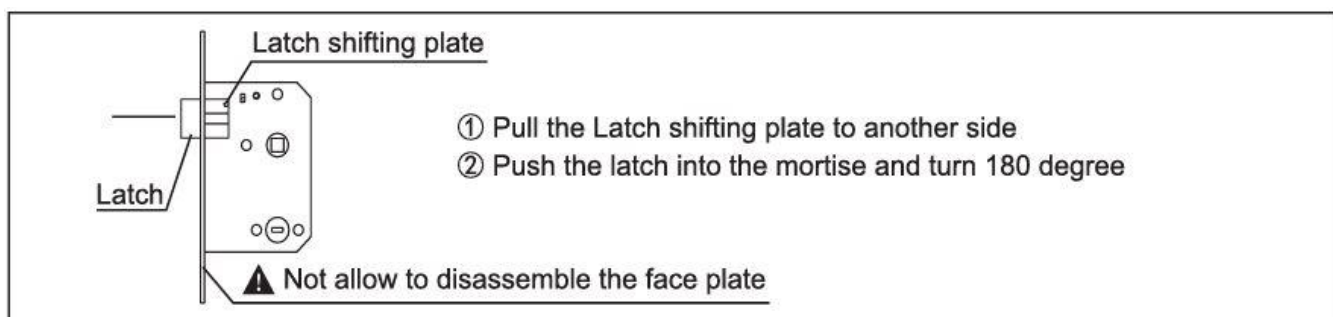 Latch shifting plate
① Pull the Latch shifting plate to another side
② Push the latch into the mortise and turn 180 degree
Latch
Not allow to disassemble the face plate